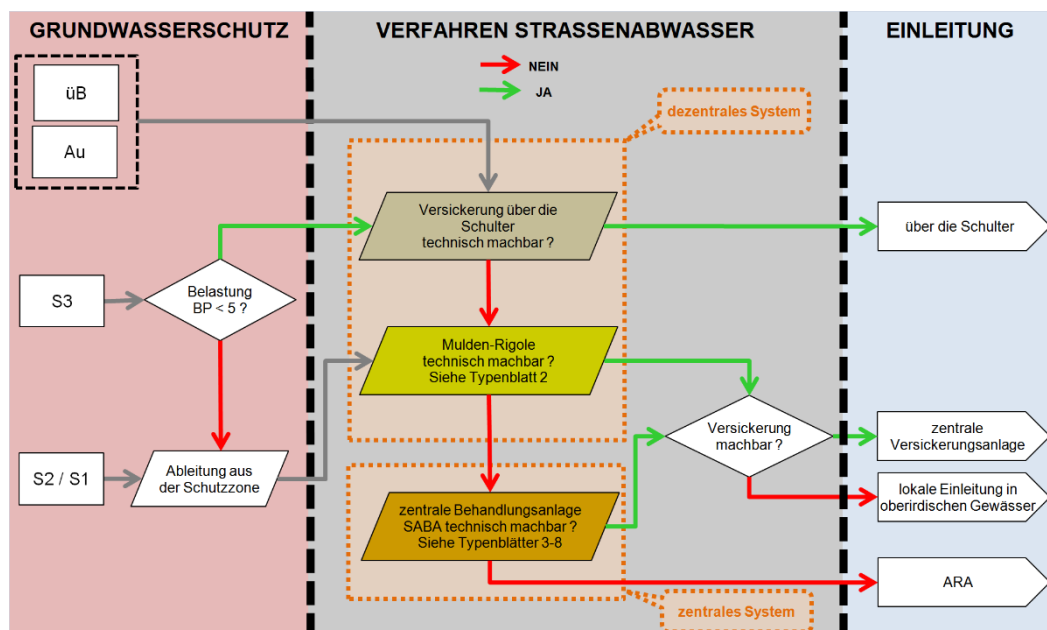 GRUNDWASSERSCHUTZ
VERFAHREN STRASSENABWASSER
EINLEITUNG
NEIN
JA
üB
Au
dezentrales System
Versickerung über die
Schulter
technisch machbar ?
über die Schulter
S3
Belastung
BP < 5 ?
Mulden-Rigole
technisch machbar ?
Siehe Typenblatt 2
Versickerung
machbar ?
zentrale
Versickerungsanlage
S2 / S1
Ableitung aus
der Schutzzone
lokale Einleitung in
oberirdischen Gewässer
zentrale Behandlungsanlage
SABA technisch machbar ?
Siehe Typenblätter 3-8
ARA
zentrales System